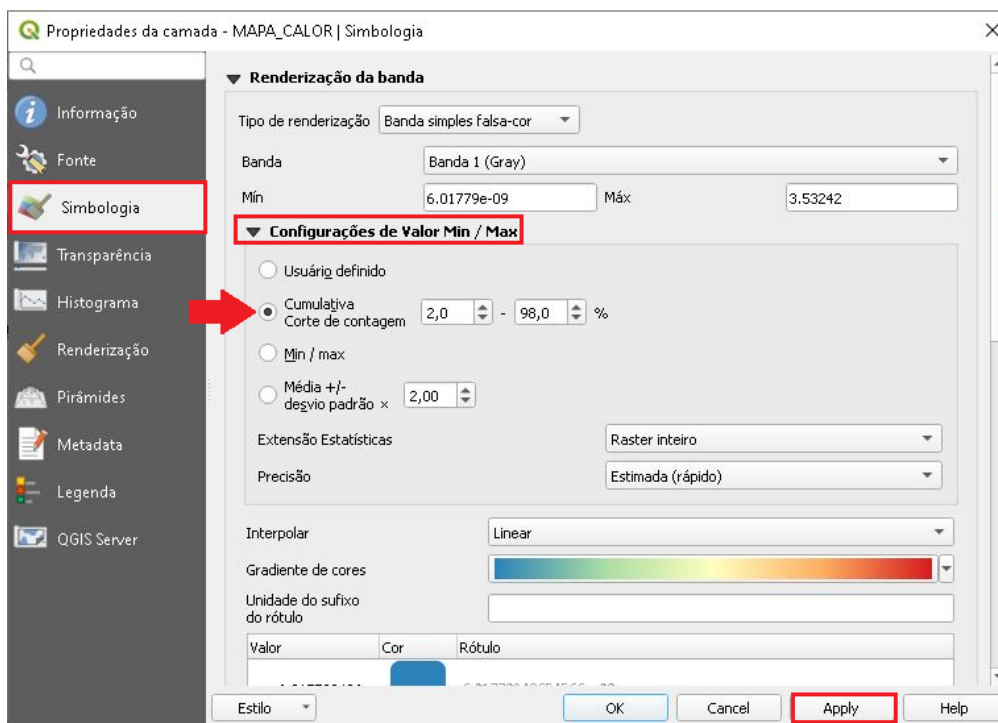 Propriedades da camada - MAPA_CALOR | Simbologia
Informação
Fonte
Simbologia
Transparência
Histograma
Renderização
Pirâmides
Metadata
Legenda
QGIS Server
Renderização da banda
Tipo de renderização Banda simples falsa-cor
Banda Banda 1 (Gray)
Mín 6.01779e-09 Máx 3.53242
Configurações de Valor Min / Max
Usuário definido
Cumulativa
Corte de contagem 2,0 - 98,0 %
Min / max
Média +/-
desvio padrão × 2,00
Extensão Estatísticas Raster inteiro
Precisão Estimada (rápido)
Interpolar Linear
Gradiente de cores
Unidade do sufixo
do rótulo
Valor Cor Rótulo
Estilo OK Cancel Apply Help